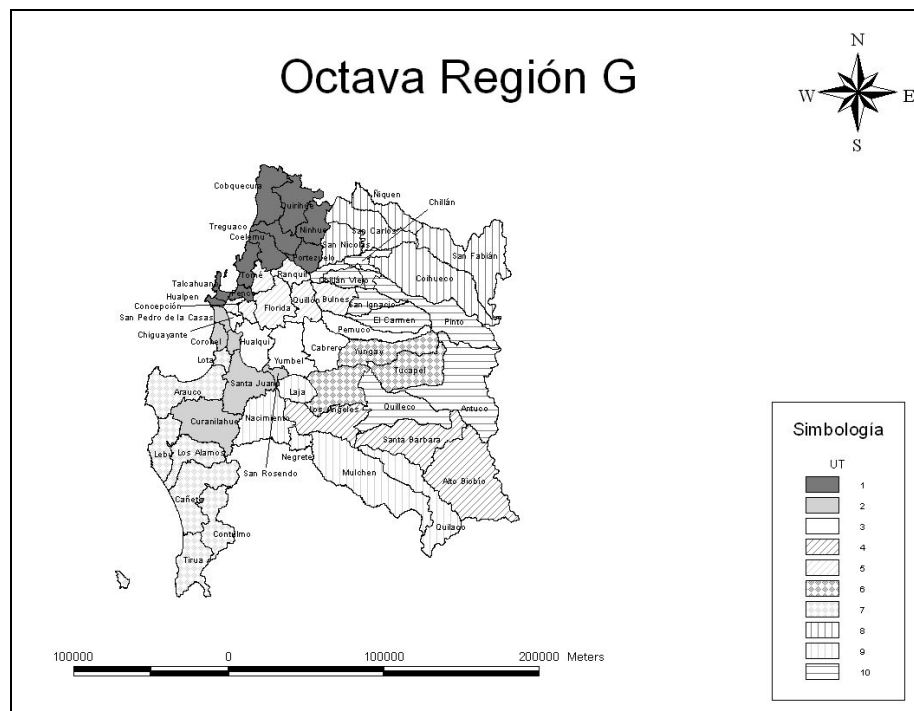 Octava Región G
N
W
E
S
Cobquecura
Ñiquen
Quirihue
Chillán
Ninhue
San Carlos
Treguaco
Coelemu
San Nicolas
San Fabián
Portezuelo
Coihueco
Tomé
Ranquil
Talcahuano
Chillán Viejo
Hualpen
Penco
Concepción
Florida
Quillón
Bulnes
San Ignacio
San Pedro de la Casas
El Carmen
Pinto
Chiguayante
Pemuco
Coronel
Hualqui
Cabrero
Yungay
Lota
Yumbel
Tucapel
Santa Juana
Arauco
Laja
Quilleco
Antuco
Los Angeles
Curanilahue
Nacimiento
Santa Barbara
Lebu
Los Alamos
Negrete
Mulchen
San Rosendo
Alto Biobío
Cañete
Quilaco
Contulmo
Tirua
Simbología
UT
1
2
3
4
5
6
7
8
9
10
100000 0 100000 200000 Meters